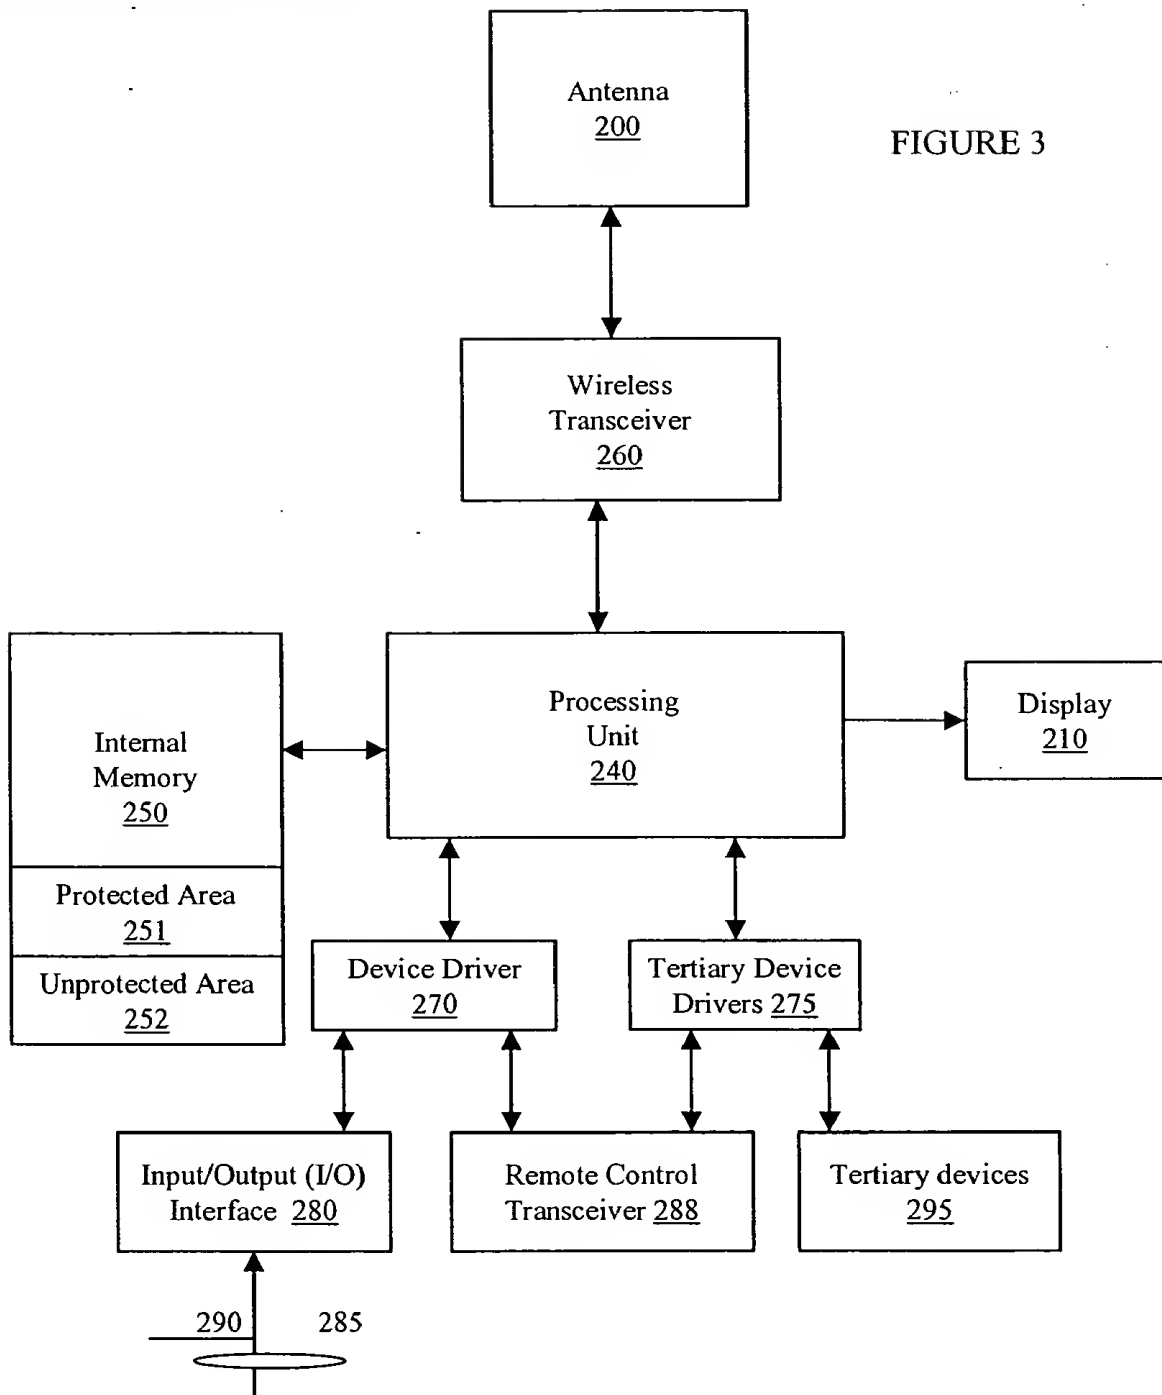 Antenna
200
FIGURE 3
Wireless
Transceiver
260
Processing
Unit
240
Display
210
Internal
Memory
250
Protected Area
251
Unprotected Area
252
Device Driver
270
Tertiary Device
Drivers 275
Input/Output (I/O)
Interface 280
Remote Control
Transceiver 288
Tertiary devices
295
290
285